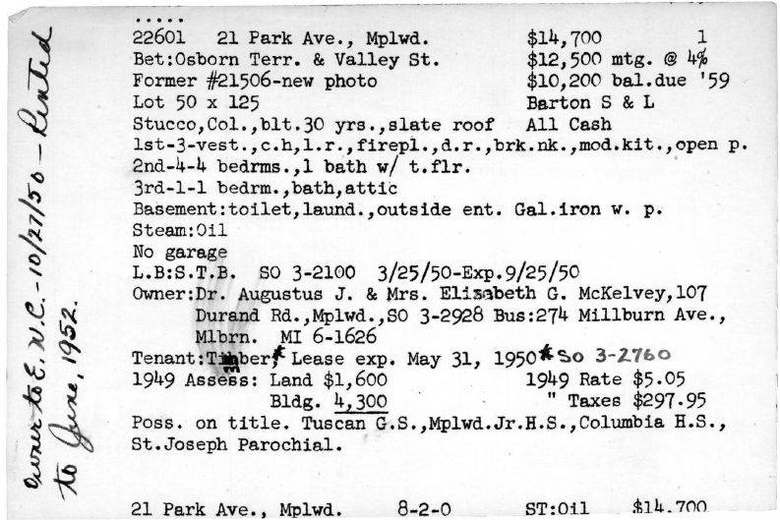 .....
22601 21 Park Ave., Mplwd. $14,700 1
Bet:Osborn Terr. & Valley St. $12,500 mtg. @ 4%
Former #21506-new photo $10,200 bal.due '59
Lot 50 x 125 Barton S & L
Stucco,Col.,blt.30 yrs.,slate roof All Cash
1st-3-vest.,c.h,l.r.,firepl.,d.r.,brk.nk.,mod.kit.,open p.
2nd-4-4 bedrms.,1 bath w/ t.flr.
3rd-1-1 bedrm.,bath,attic
Basement:toilet,laund.,outside ent. Gal.iron w. p.
Steam:Oil
No garage
L.B:S.T.B. SO 3-2100 3/25/50-Exp.9/25/50
Owner:Dr. Augustus J. & Mrs. Elizabeth G. McKelvey,107
Durand Rd.,Mplwd.,SO 3-2928 Bus:274 Millburn Ave.,
Mlbrn. MI 6-1626
Tenant: Lease exp. May 31, 1950* SO 3-2760
1949 Assess: Land $1,600 1949 Rate $5.05
Bldg. 4,300 " Taxes $297.95
Poss. on title. Tuscan G.S.,Mplwd.Jr.H.S.,Columbia H.S.,
St.Joseph Parochial.
21 Park Ave., Mplwd. 8-2-0 ST:Oil $14,700
Owner to E.N.C. - 10/27/50 - Rented
to June, 1952.